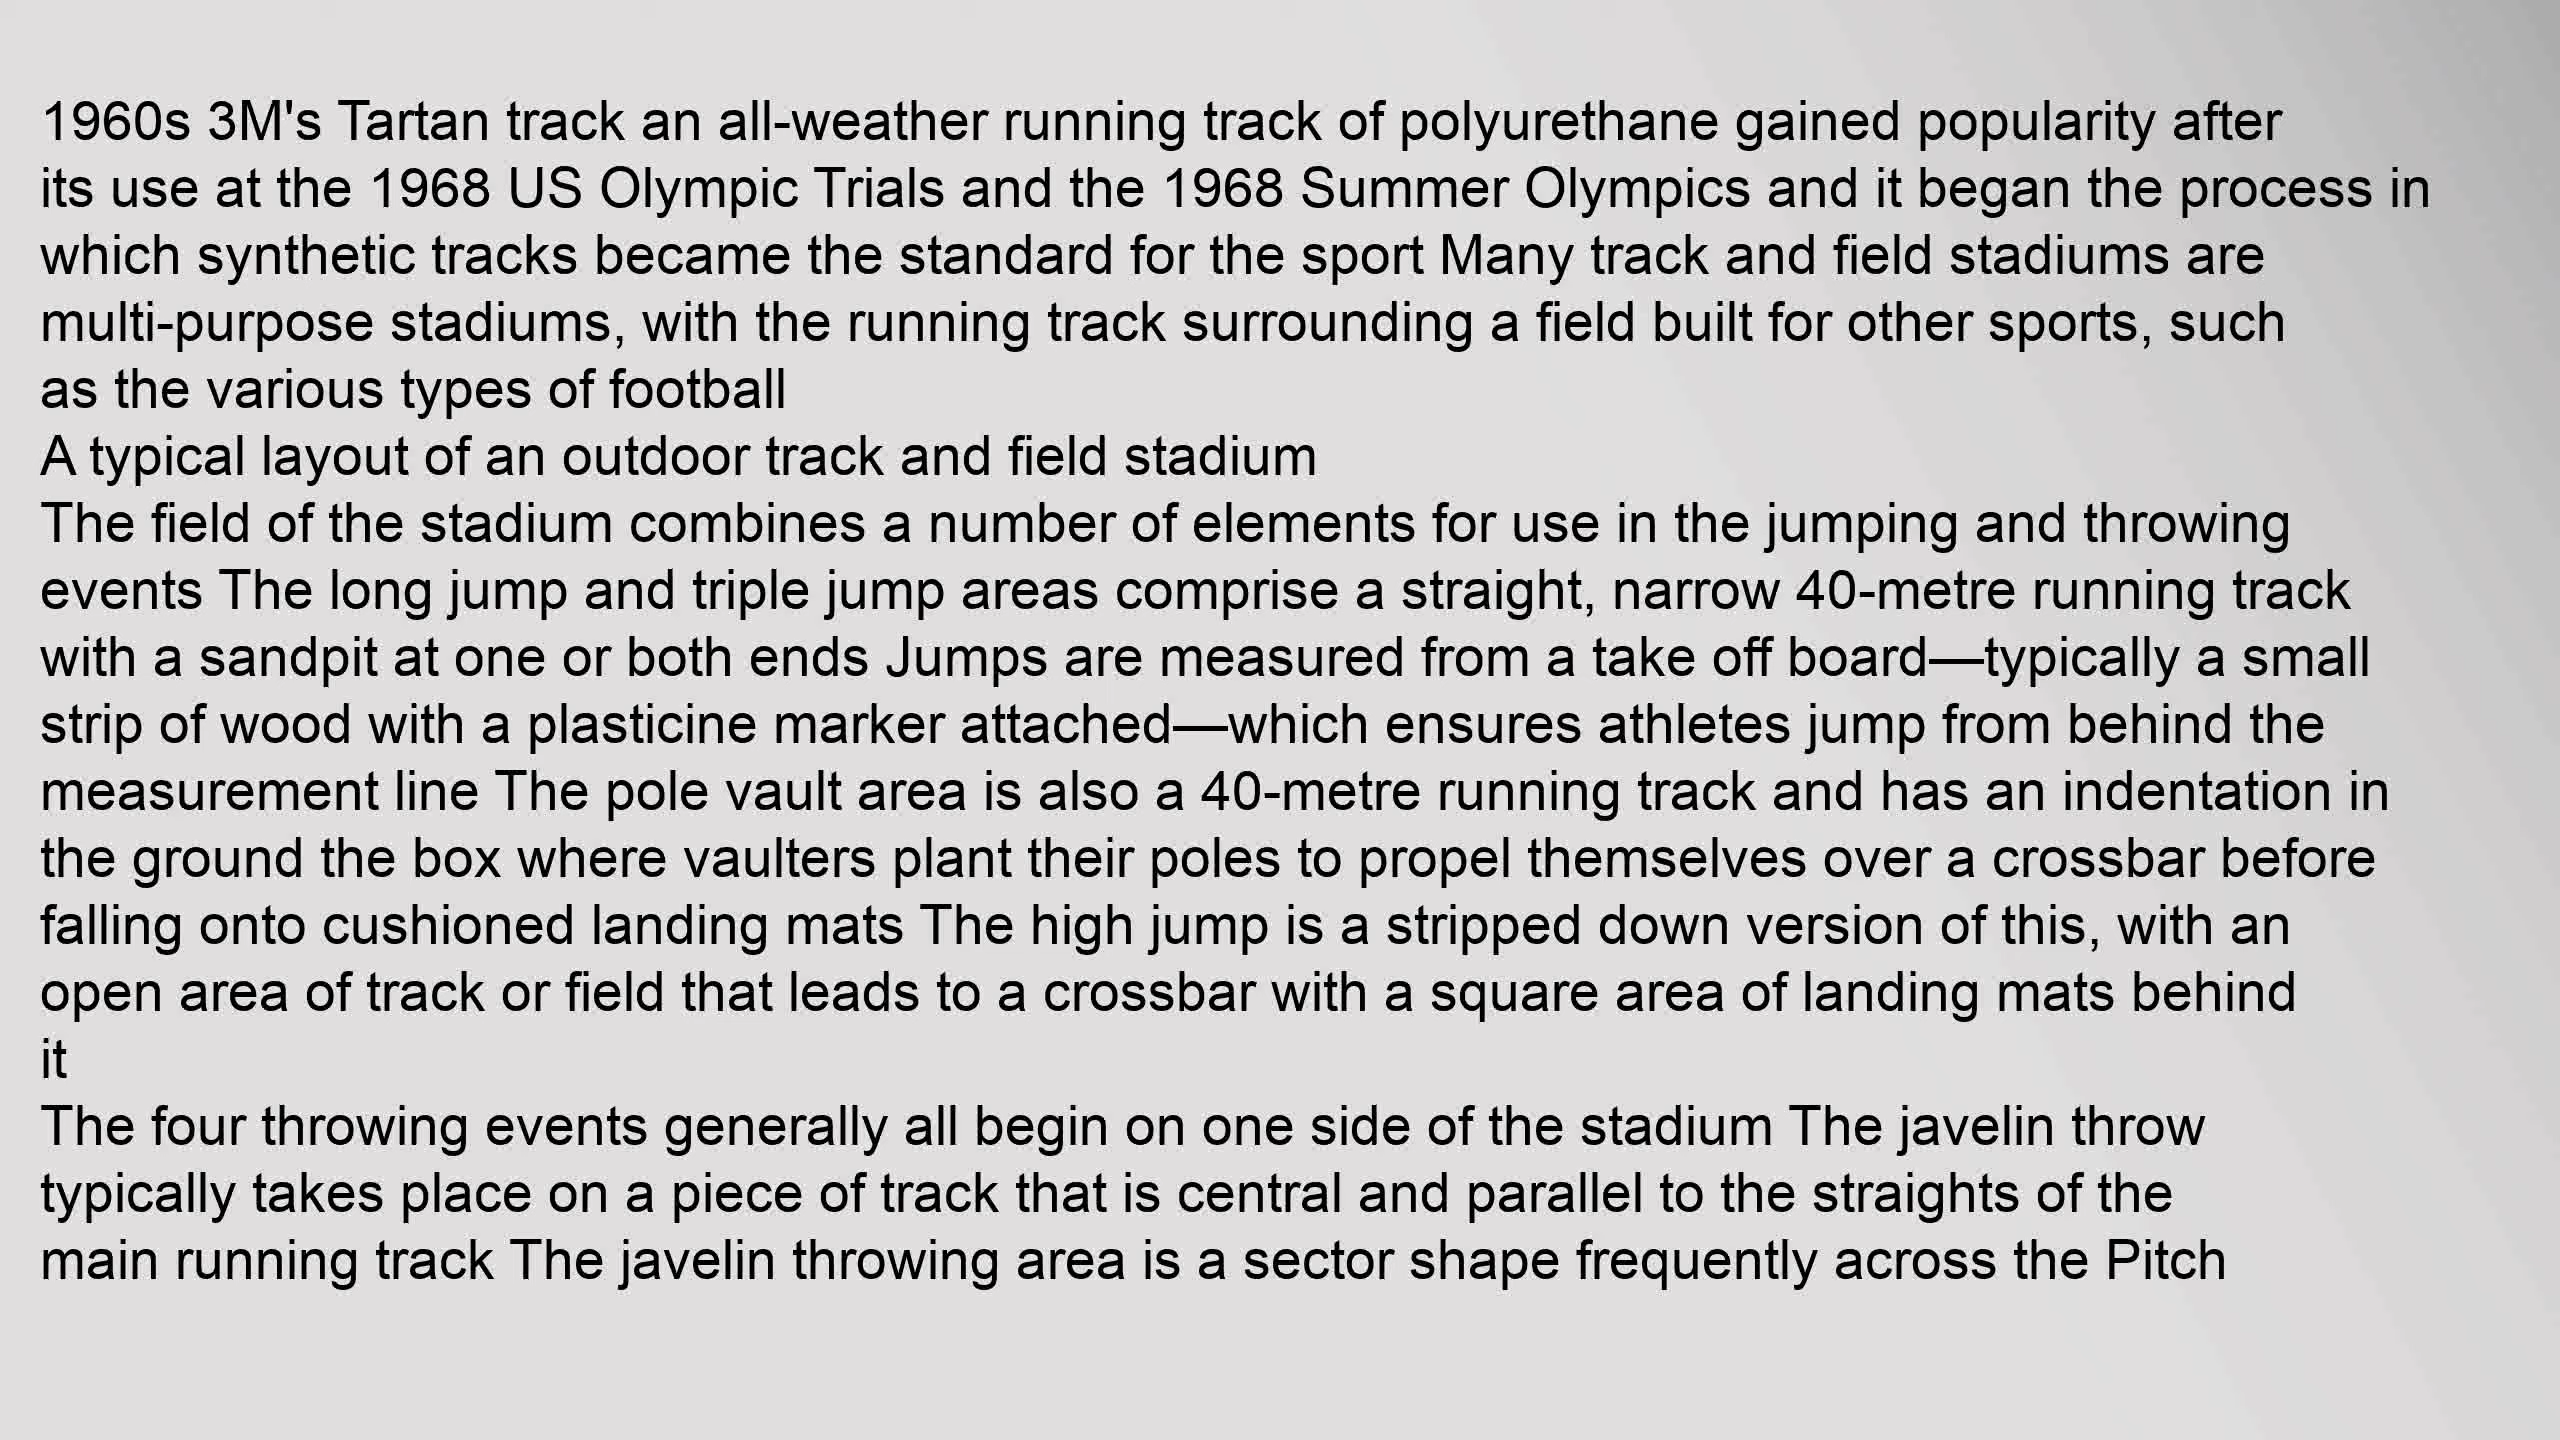 1960s 3M's Tartan track an all-weather running track of polyurethane gained popularity after
its use at the 1968 US Olympic Trials and the 1968 Summer Olympics and it began the process in
which synthetic tracks became the standard for the sport Many track and field stadiums are
multi-purpose stadiums, with the running track surrounding a field built for other sports, such
as the various types of football
A typical layout of an outdoor track and field stadium
The field of the stadium combines a number of elements for use in the jumping and throwing
events The long jump and triple jump areas comprise a straight, narrow 40-metre running track
with a sandpit at one or both ends Jumps are measured from a take off board—typically a small
strip of wood with a plasticine marker attached—which ensures athletes jump from behind the
measurement line The pole vault area is also a 40-metre running track and has an indentation in
the ground the box where vaulters plant their poles to propel themselves over a crossbar before
falling onto cushioned landing mats The high jump is a stripped down version of this, with an
open area of track or field that leads to a crossbar with a square area of landing mats behind
it
The four throwing events generally all begin on one side of the stadium The javelin throw
typically takes place on a piece of track that is central and parallel to the straights of the
main running track The javelin throwing area is a sector shape frequently across the Pitch